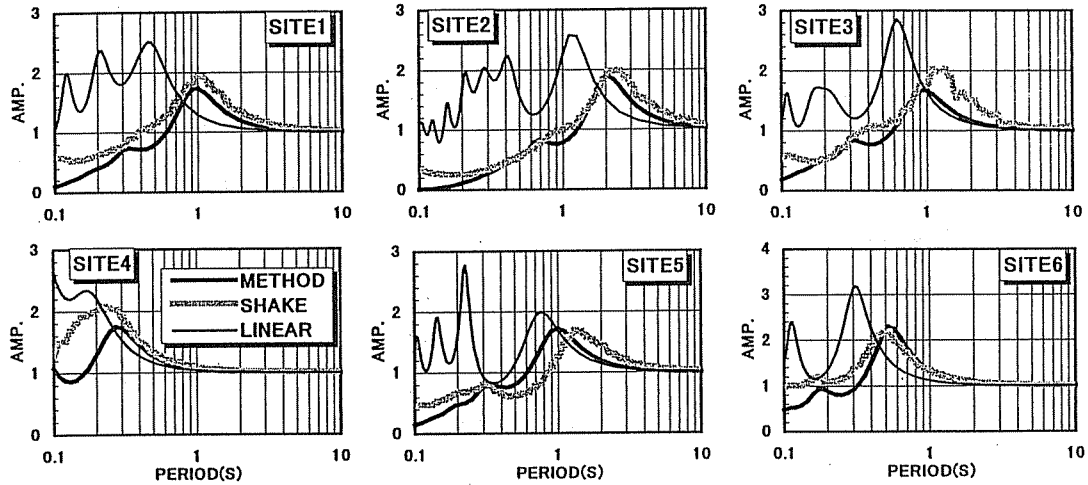 SITE1
AMP.
3
2
1
0
0.1
1
10
SITE2
AMP.
3
2
1
0
0.1
1
10
SITE3
AMP.
3
2
1
0
0.1
1
10
SITE4
METHOD
SHAKE
LINEAR
AMP.
3
2
1
0
0.1
1
10
PERIOD(S)
SITE5
AMP.
3
2
1
0
0.1
1
10
PERIOD(S)
SITE6
AMP.
4
3
2
1
0
0.1
1
10
PERIOD(S)